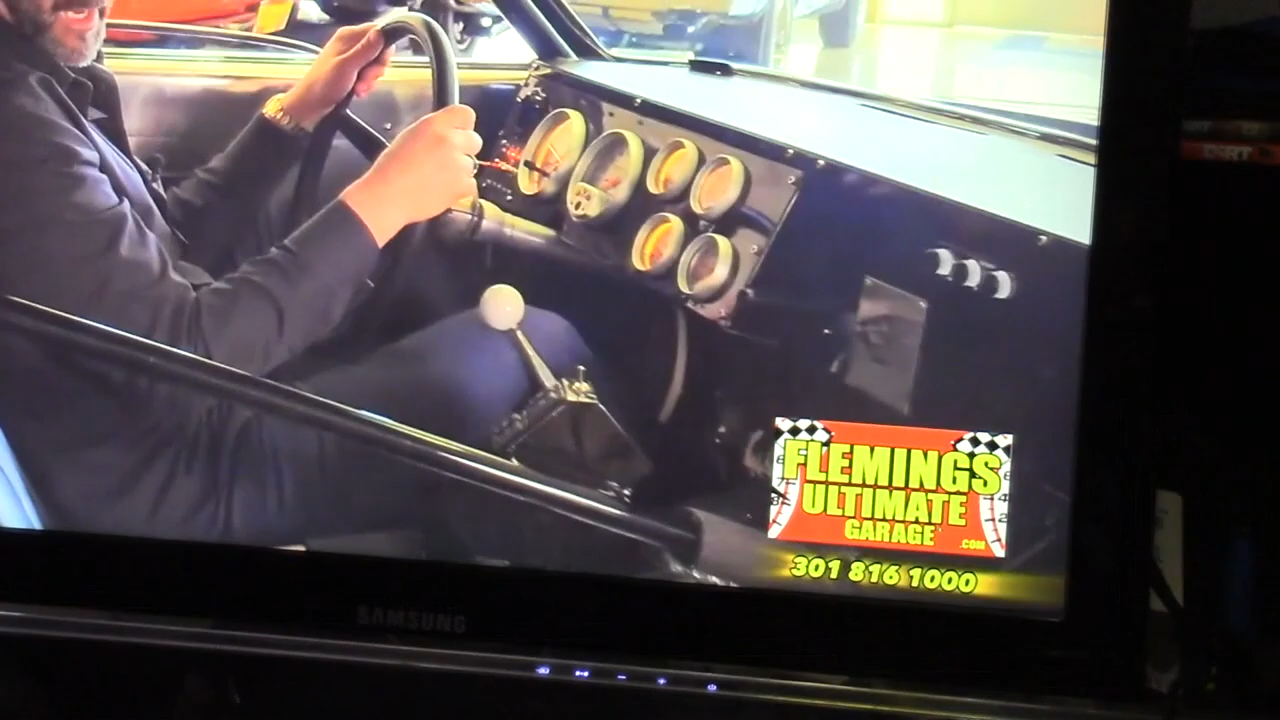 FLEMINGS
ULTIMATE
GARAGE
.COM
301 816 1000
SAMSUNG